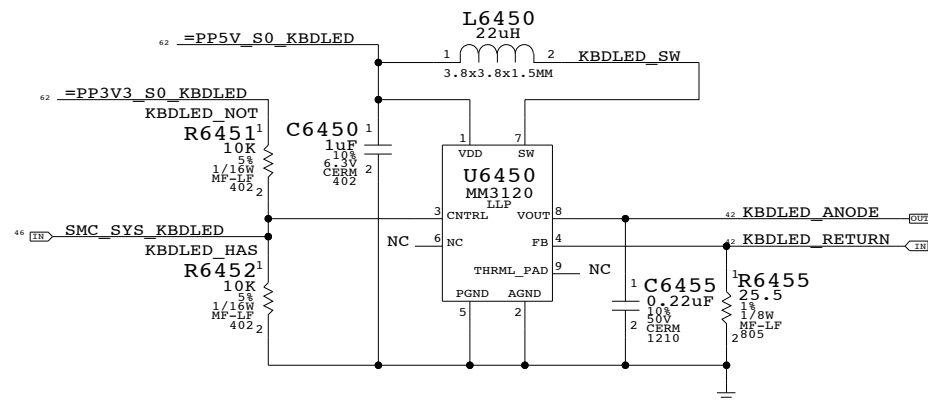 L6450
22uH
62 =PP5V_S0_KBDLED
1 2 KBDLED_SW
3.8x3.8x1.5MM
62 =PP3V3_S0_KBDLED
KBDLED_NOT
R6451 1
10K
5%
1/16W
MF-LF
402 2
C6450 1
1uF
10%
6.3V
CERM
402
2
1 7
VDD SW
U6450
MM3120
LLP
3 CNTRL VOUT 8
42 KBDLED_ANODE
OUT
46 IN SMC_SYS_KBDLED
NC 6 NC FB 4
42 KBDLED_RETURN
IN
THRML_PAD 9 NC
PGND AGND
5 2
KBDLED_HAS
R6452 1
10K
5%
1/16W
MF-LF
402 2
1 C6455
0.22uF
10%
50V
2 CERM
1210
1 R6455
25.5
1%
1/8W
MF-LF
2 805